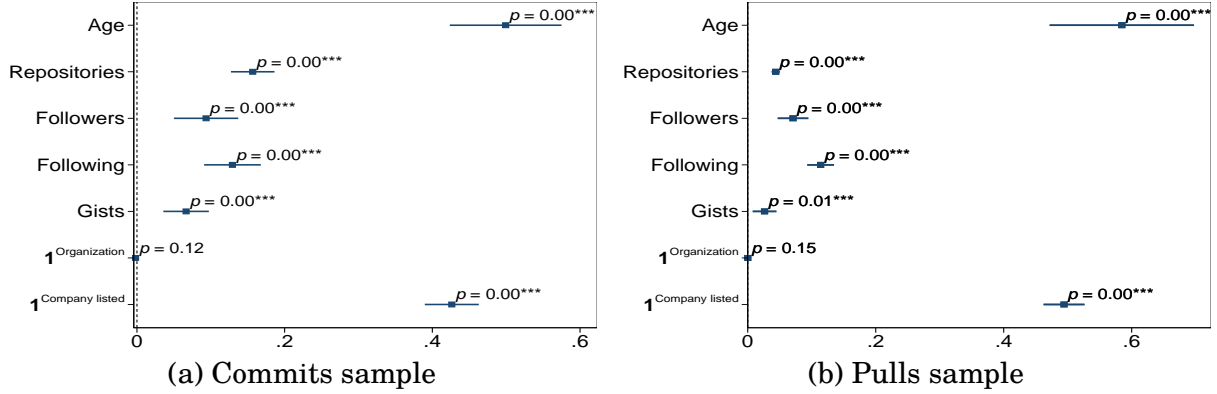 Age
p = 0.00***
Repositories
p = 0.00***
Followers
p = 0.00***
Following
p = 0.00***
Gists
p = 0.00***
1Organization
p = 0.12
1Company listed
p = 0.00***
0 .2 .4 .6
(a) Commits sample
Age
p = 0.00***
Repositories
p = 0.00***
Followers
p = 0.00***
Following
p = 0.00***
Gists
p = 0.01***
1Organization
p = 0.15
1Company listed
p = 0.00***
0 .2 .4 .6
(b) Pulls sample